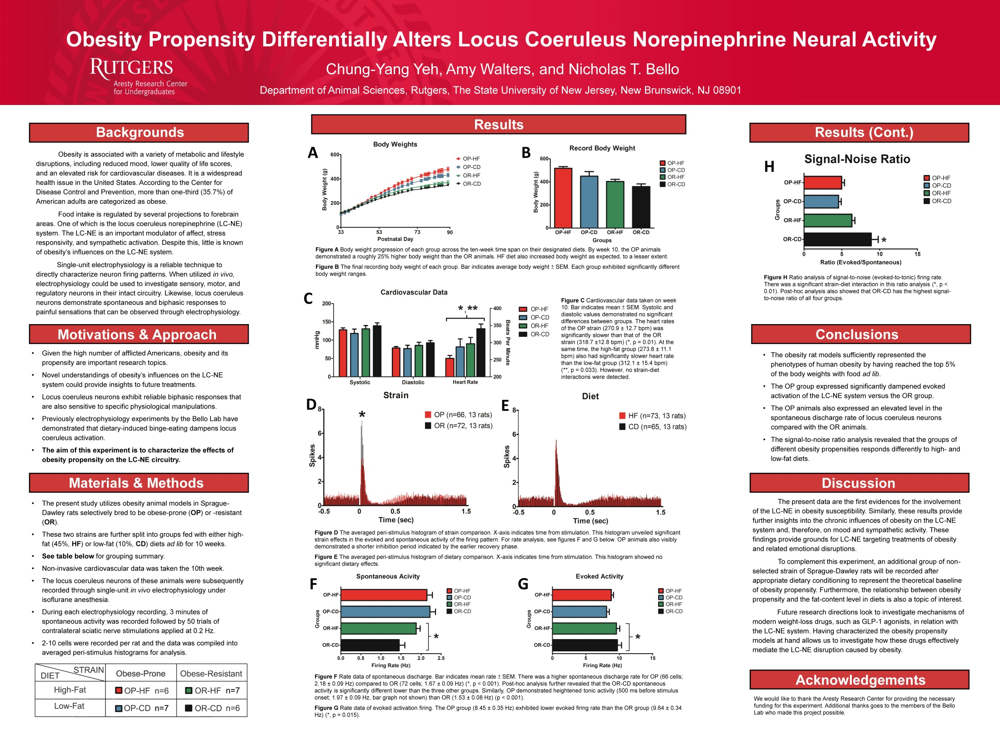 Obesity Propensity Differentially Alters Locus Coeruleus Norepinephrine Neural Activity
RUTGERS
Aresty Research Center
for Undergraduates
Chung-Yang Yeh, Amy Walters, and Nicholas T. Bello
Department of Animal Sciences, Rutgers, The State University of New Jersey, New Brunswick, NJ 08901
Backgrounds
Obesity is associated with a variety of metabolic and lifestyle
disruptions, including reduced mood, lower quality of life scores,
and an elevated risk for cardiovascular diseases. It is a widespread
health issue in the United States. According to the Center for
Disease Control and Prevention, more than one-third (35.7%) of
American adults are categorized as obese.
Food intake is regulated by several projections to forebrain
areas. One of which is the locus coeruleus norepinephrine (LC-NE)
system. The LC-NE is an important modulator of affect, stress
responsivity, and sympathetic activation. Despite this, little is known
of obesity's influences on the LC-NE system.
Single-unit electrophysiology is a reliable technique to
directly characterize neuron firing patterns. When utilized in vivo,
electrophysiology could be used to investigate sensory, motor, and
regulatory neurons in their intact circuitry. Likewise, locus coeruleus
neurons demonstrate spontaneous and biphasic responses to
painful sensations that can be observed through electrophysiology.
Motivations & Approach
• Given the high number of afflicted Americans, obesity and its
propensity are important research topics.
• Novel understandings of obesity's influences on the LC-NE
system could provide insights to future treatments.
• Locus coeruleus neurons exhibit reliable biphasic responses that
are also sensitive to specific physiological manipulations.
• Previously electrophysiology experiments by the Bello Lab have
demonstrated that dietary-induced binge-eating dampens locus
coeruleus activation.
• The aim of this experiment is to characterize the effects of
obesity propensity on the LC-NE circuitry.
Materials & Methods
• The present study utilizes obesity animal models in Sprague-
Dawley rats selectively bred to be obese-prone (OP) or -resistant
(OR).
• These two strains are further split into groups fed with either high-
fat (45%, HF) or low-fat (10%, CD) diets ad lib for 10 weeks.
• See table below for grouping summary.
• Non-invasive cardiovascular data was taken the 10th week.
• The locus coeruleus neurons of these animals were subsequently
recorded through single-unit in vivo electrophysiology under
isoflurane anesthesia.
• During each electrophysiology recording, 3 minutes of
spontaneous activity was recorded followed by 50 trials of
contralateral sciatic nerve stimulations applied at 0.2 Hz.
• 2-10 cells were recorded per rat and the data was compiled into
averaged peri-stimulus histograms for analysis.
STRAIN
DIET
Obese-Prone
Obese-Resistant
High-Fat
OP-HF n=6
OR-HF n=7
Low-Fat
OP-CD n=7
OR-CD n=6
Results
A
Body Weights
Body Weight (g)
600
400
200
0
33 53 73 90
Postnatal Day
OP-HF
OP-CD
OR-HF
OR-CD
B
Record Body Weight
Body Weight (g)
600
400
200
0
OP-HF OP-CD OR-HF OR-CD
Groups
OP-HF
OP-CD
OR-HF
OR-CD
Figure A Body weight progression of each group across the ten-week time span on their designated diets. By week 10, the OP animals
demonstrated a roughly 25% higher body weight than the OR animals. HF diet also increased body weight as expected, to a lesser extent.
Figure B The final recording body weight of each group. Bar indicates average body weight ± SEM. Each group exhibited significantly different
body weight ranges.
C
Cardiovascular Data
mmHg
200
150
100
50
0
*,**
400
350
300
250
200
Beats Per Minute
Systolic Diastolic Heart Rate
OP-HF
OP-CD
OR-HF
OR-CD
Figure C Cardiovascular data taken on week
10. Bar indicates mean ± SEM. Systolic and
diastolic values demonstrated no significant
differences between groups. The heart rates
of the OP strain (270.9 ± 12.7 bpm) was
significantly slower than that of the OR
strain (318.7 ±12.8 bpm) (*, p = 0.01). At the
same time, the high-fat group (273.8 ± 11.1
bpm) also had significantly slower heart rate
than the low-fat group (312.1 ± 15.4 bpm)
(**, p = 0.033). However, no strain-diet
interactions were detected.
D
Strain
Spikes
8
6
4
2
0
*
OP (n=66, 13 rats)
OR (n=72, 13 rats)
-0.5 0 0.5 1.5
Time (sec)
E
Diet
Spikes
8
6
4
2
0
HF (n=73, 13 rats)
CD (n=65, 13 rats)
-0.5 0 0.5 1.5
Time (sec)
Figure D The averaged peri-stimulus histogram of strain comparison. X-axis indicates time from stimulation. This histogram unveiled significant
strain effects in the evoked and spontaneous activity of the firing pattern. For rate analysis, see figures F and G below. OP animals also visibly
demonstrated a shorter inhibition period indicated by the earlier recovery phase.
Figure E The averaged peri-stimulus histogram of dietary comparison. X-axis indicates time from stimulation. This histogram showed no
significant dietary effects.
F
Spontaneous Acivity
Groups
OP-HF
OP-CD
OR-HF
OR-CD
*
0.0 0.5 1.0 1.5 2.0 2.5
Firing Rate (Hz)
OP-HF
OP-CD
OR-HF
OR-CD
G
Evoked Activity
Groups
OP-HF
OP-CD
OR-HF
OR-CD
*
0 5 10 15
Firing Rate (Hz)
OP-HF
OP-CD
OR-HF
OR-CD
Figure F Rate data of spontaneous discharge. Bar indicates mean rate ± SEM. There was a higher spontaneous discharge rate for OP (66 cells;
2.18 ± 0.09 Hz) compared to OR (72 cells; 1.67 ± 0.09 Hz) (*, p < 0.001). Post-hoc analysis further revealed that the OR-CD spontaneous
activity is significantly different lower than the three other groups. Similarly, OP demonstrated heightened tonic activity (500 ms before stimulus
onset; 1.97 ± 0.09 Hz, bar graph not shown) than OR (1.53 ± 0.08 Hz) (p < 0.001).
Figure G Rate data of evoked activation firing. The OP group (8.45 ± 0.35 Hz) exhibited lower evoked firing rate than the OR group (9.64 ± 0.34
Hz) (*, p = 0.015).
Results (Cont.)
H
Signal-Noise Ratio
Groups
OP-HF
OP-CD
OR-HF
OR-CD
*
0 5 10 15
Ratio (Evoked/Spontaneous)
OP-HF
OP-CD
OR-HF
OR-CD
Figure H Ratio analysis of signal-to-noise (evoked-to-tonic) firing rate.
There was a significant strain-diet interaction in this ratio analysis (*, p <
0.01). Post-hoc analysis also showed that OR-CD has the highest signal-
to-noise ratio of all four groups.
Conclusions
• The obesity rat models sufficiently represented the
phenotypes of human obesity by having reached the top 5%
of the body weights with food ad lib.
• The OP group expressed significantly dampened evoked
activation of the LC-NE system versus the OR group.
• The OP animals also expressed an elevated level in the
spontaneous discharge rate of locus coeruleus neurons
compared with the OR animals.
• The signal-to-noise ratio analysis revealed that the groups of
different obesity propensities responds differently to high- and
low-fat diets.
Discussion
The present data are the first evidences for the involvement
of the LC-NE in obesity susceptibility. Similarly, these results provide
further insights into the chronic influences of obesity on the LC-NE
system and, therefore, on mood and sympathetic activity. These
findings provide grounds for LC-NE targeting treatments of obesity
and related emotional disruptions.
To complement this experiment, an additional group of non-
selected strain of Sprague-Dawley rats will be recorded after
appropriate dietary conditioning to represent the theoretical baseline
of obesity propensity. Furthermore, the relationship between obesity
propensity and the fat-content level in diets is also a topic of interest.
Future research directions look to investigate mechanisms of
modern weight-loss drugs, such as GLP-1 agonists, in relation with
the LC-NE system. Having characterized the obesity propensity
models at hand allows us to investigate how these drugs effectively
mediate the LC-NE disruption caused by obesity.
Acknowledgements
We would like to thank the Aresty Research Center for providing the necessary
funding for this experiment. Additional thanks goes to the members of the Bello
Lab who made this project possible.